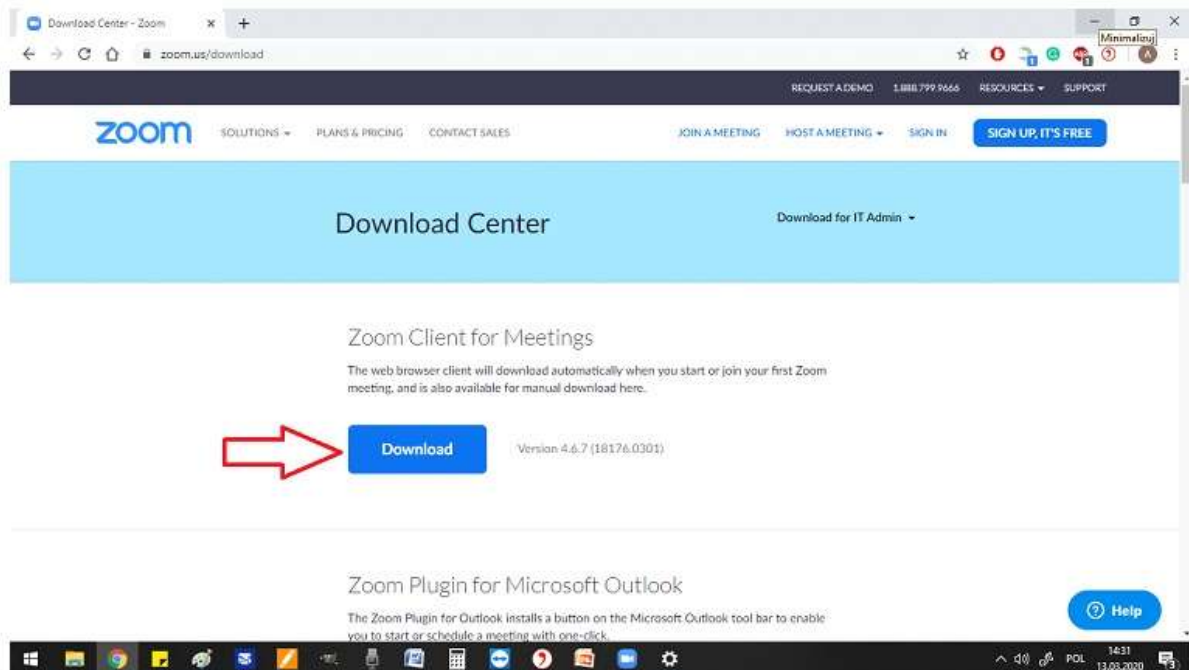 Download Center - Zoom
Minimalizuj
zoom.us/download
REQUEST A DEMO 1.888.799.9666 RESOURCES SUPPORT
zoom SOLUTIONS PLANS & PRICING CONTACT SALES JOIN A MEETING HOST A MEETING SIGN IN SIGN UP, IT'S FREE
Download Center Download for IT Admin
Zoom Client for Meetings
The web browser client will download automatically when you start or join your first Zoom
meeting, and is also available for manual download here.
Download Version 4.6.7 (18176.0301)
Zoom Plugin for Microsoft Outlook
The Zoom Plugin for Outlook installs a button on the Microsoft Outlook tool bar to enable
you to start or schedule a meeting with one-click.
Help
POL 14:31
13.03.2020